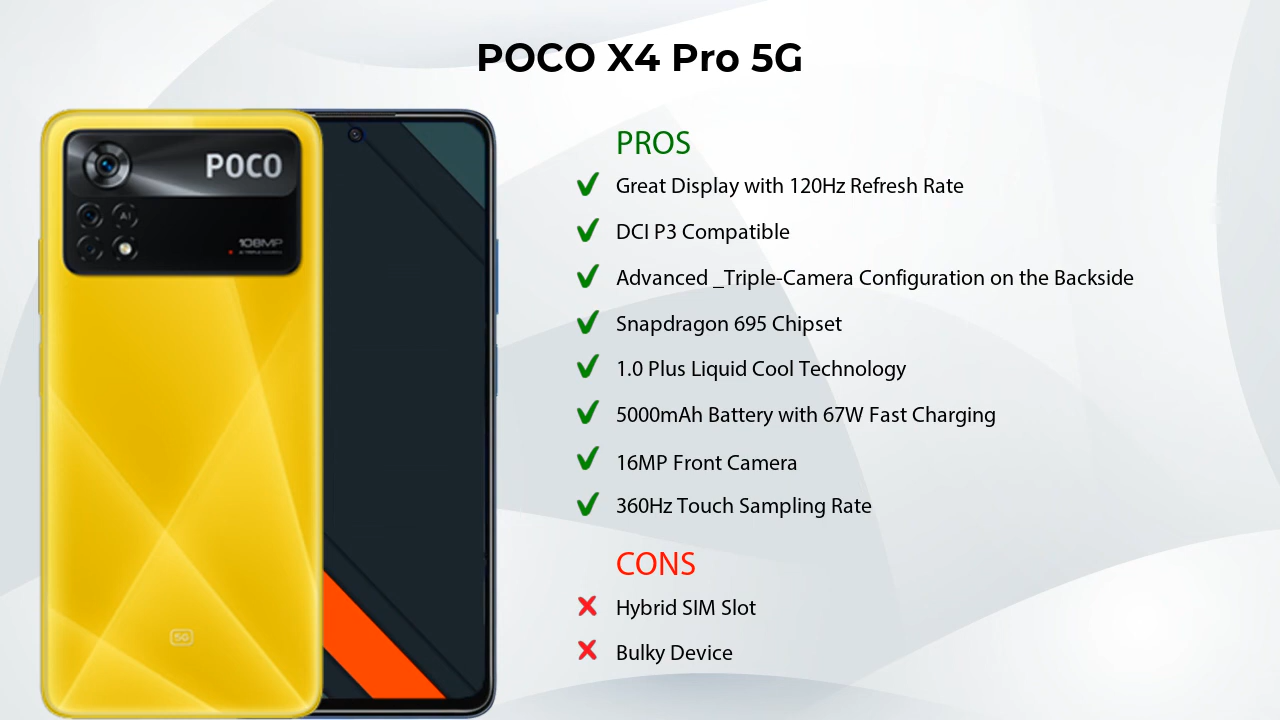 POCO X4 Pro 5G
POCO
AI
108MP
5G
PROS
Great Display with 120Hz Refresh Rate
DCI P3 Compatible
Advanced _Triple-Camera Configuration on the Backside
Snapdragon 695 Chipset
1.0 Plus Liquid Cool Technology
5000mAh Battery with 67W Fast Charging
16MP Front Camera
360Hz Touch Sampling Rate
CONS
Hybrid SIM Slot
Bulky Device